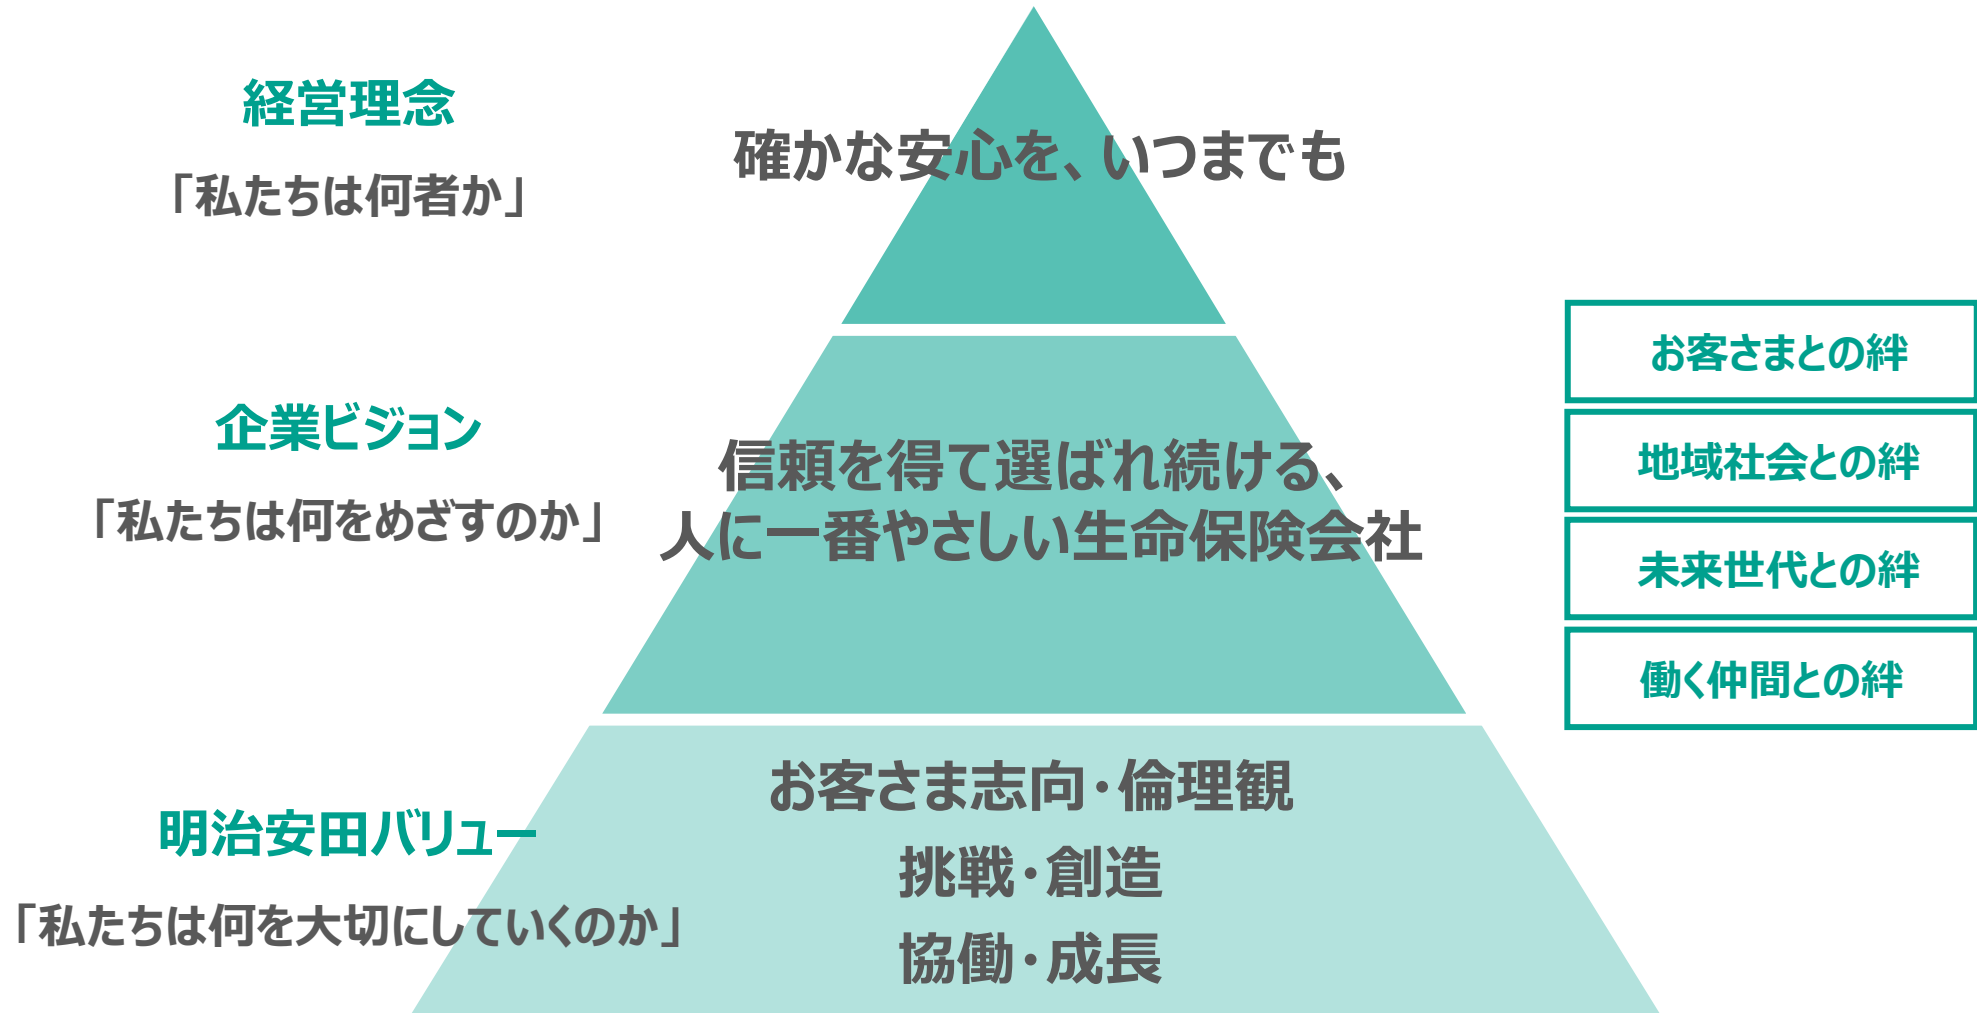 経営理念
「私たちは何者か」
確かな安心を、いつまでも
企業ビジョン
「私たちは何をめざすのか」
信頼を得て選ばれ続ける、
人に一番やさしい生命保険会社
お客さまとの絆
地域社会との絆
未来世代との絆
働く仲間との絆
明治安田バリュー
「私たちは何を大切にしていくのか」
お客さま志向・倫理観
挑戦・創造
協働・成長